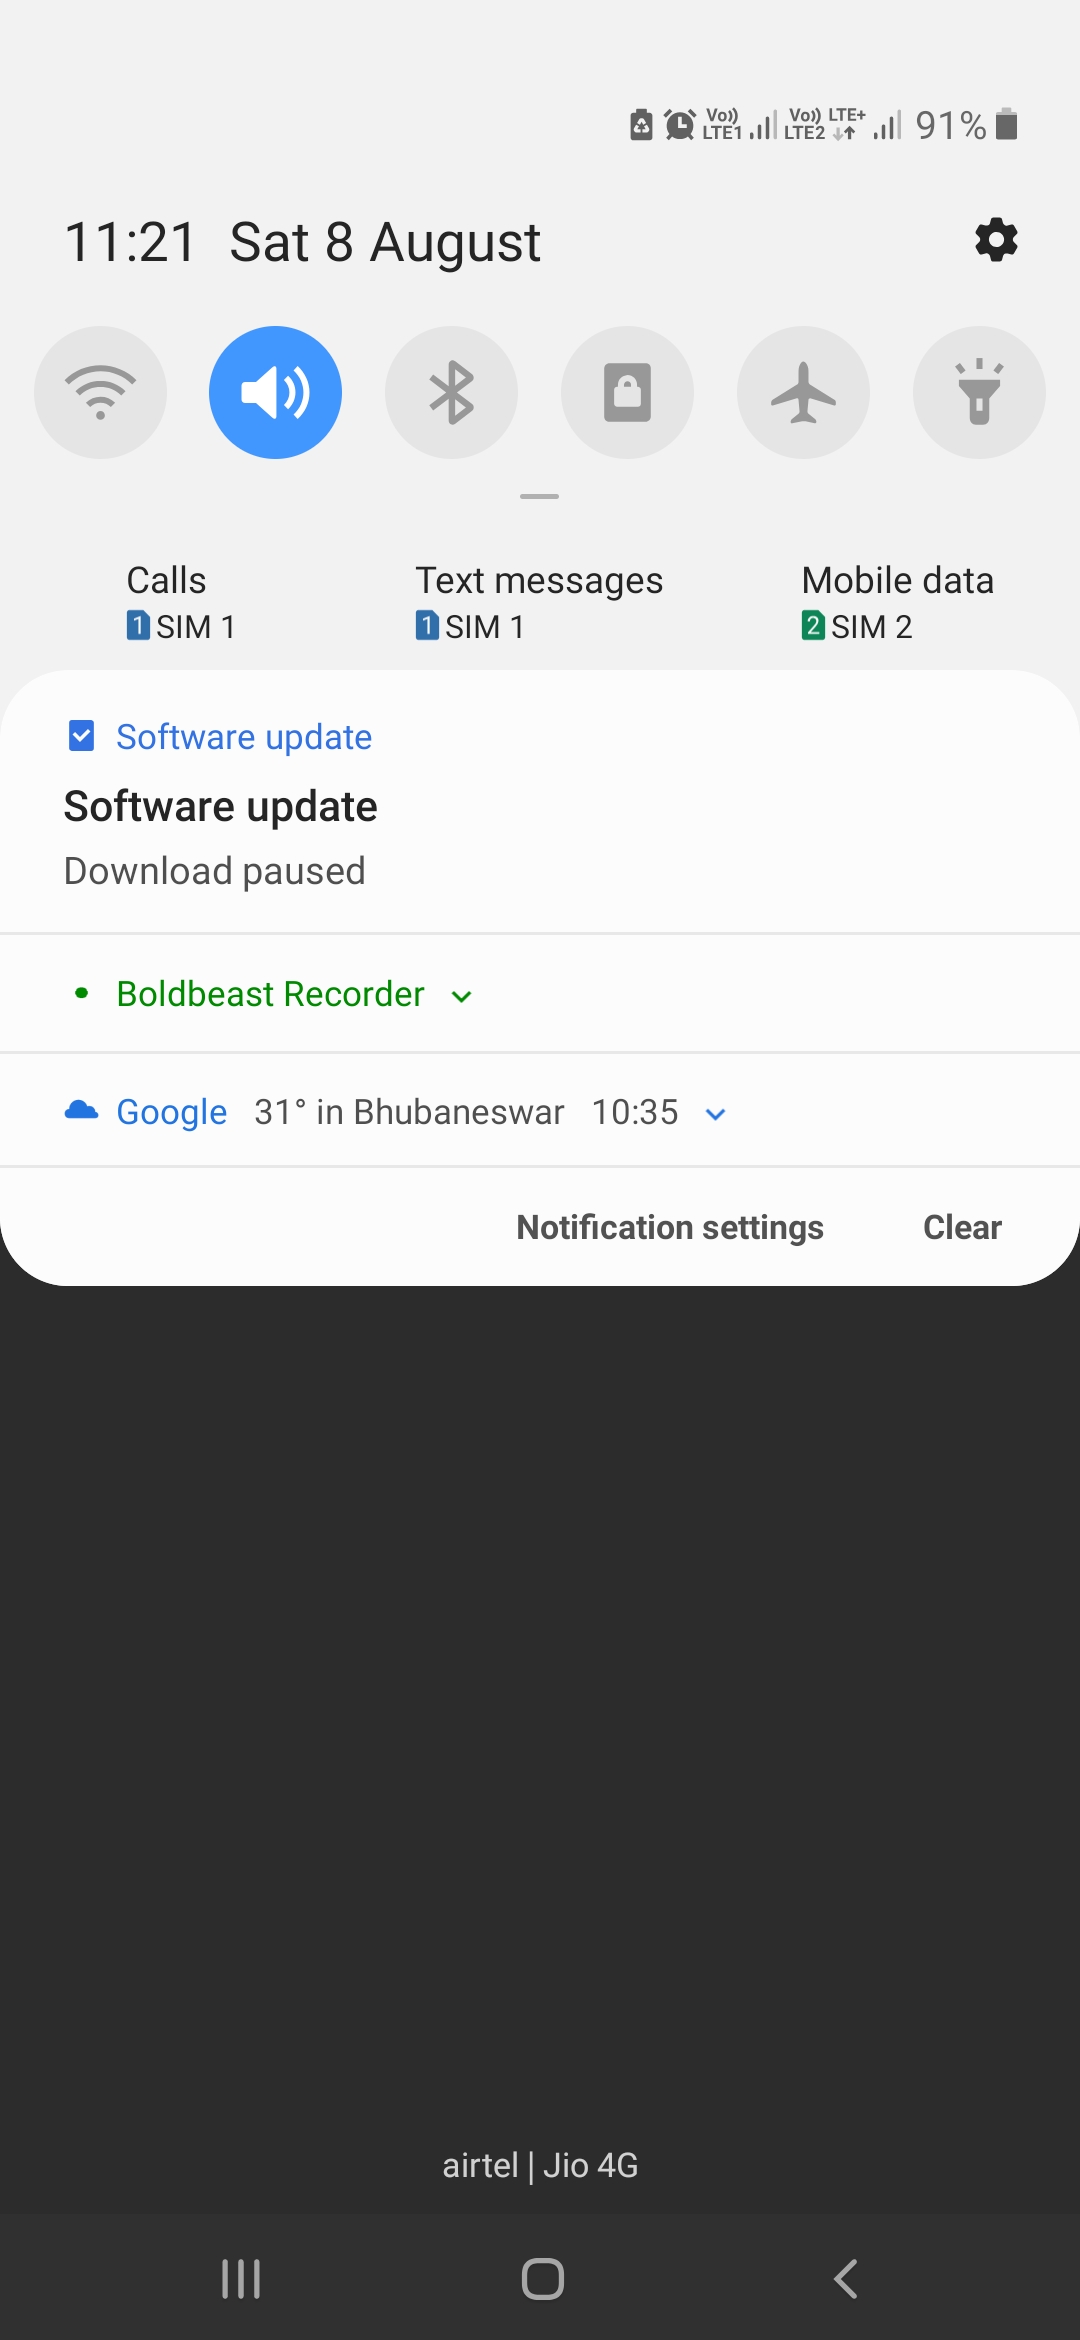 Vo)) LTE1 Vo)) LTE2 LTE+ 91%
11:21 Sat 8 August
Calls Text messages Mobile data
1 SIM 1 1 SIM 1 2 SIM 2
Software update
Software update
Download paused
Boldbeast Recorder
Google 31° in Bhubaneswar 10:35
Notification settings Clear
airtel | Jio 4G